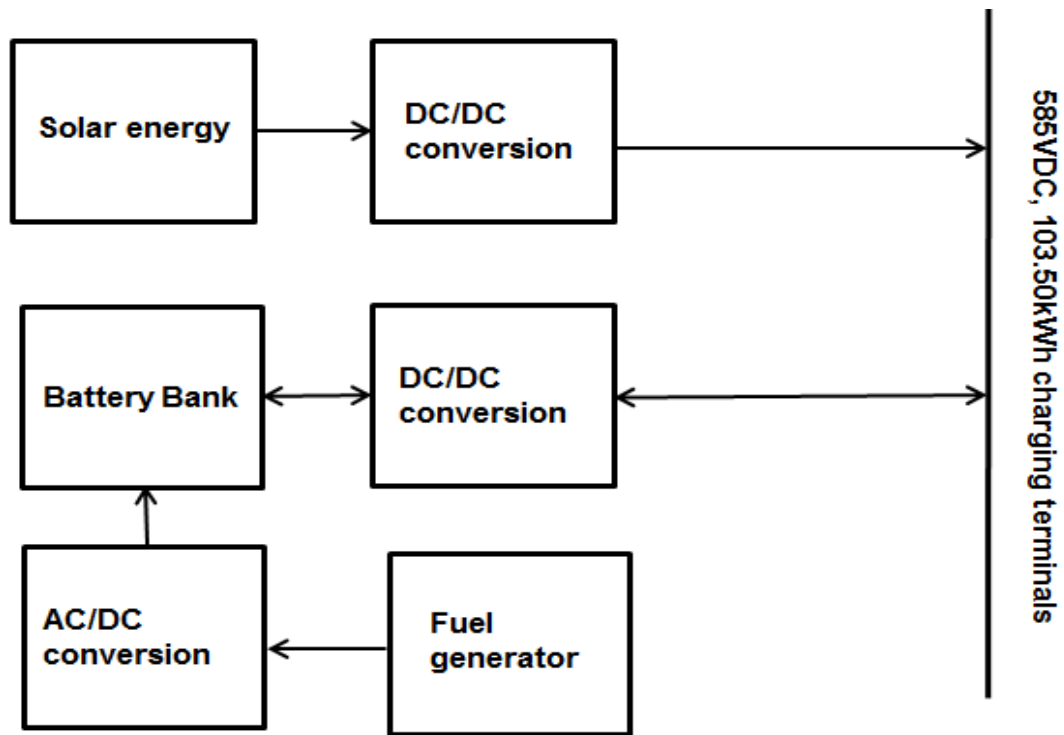 Solar energy
DC/DC
conversion
Battery Bank
DC/DC
conversion
AC/DC
conversion
Fuel
generator
585VDC, 103.50kWh charging terminals